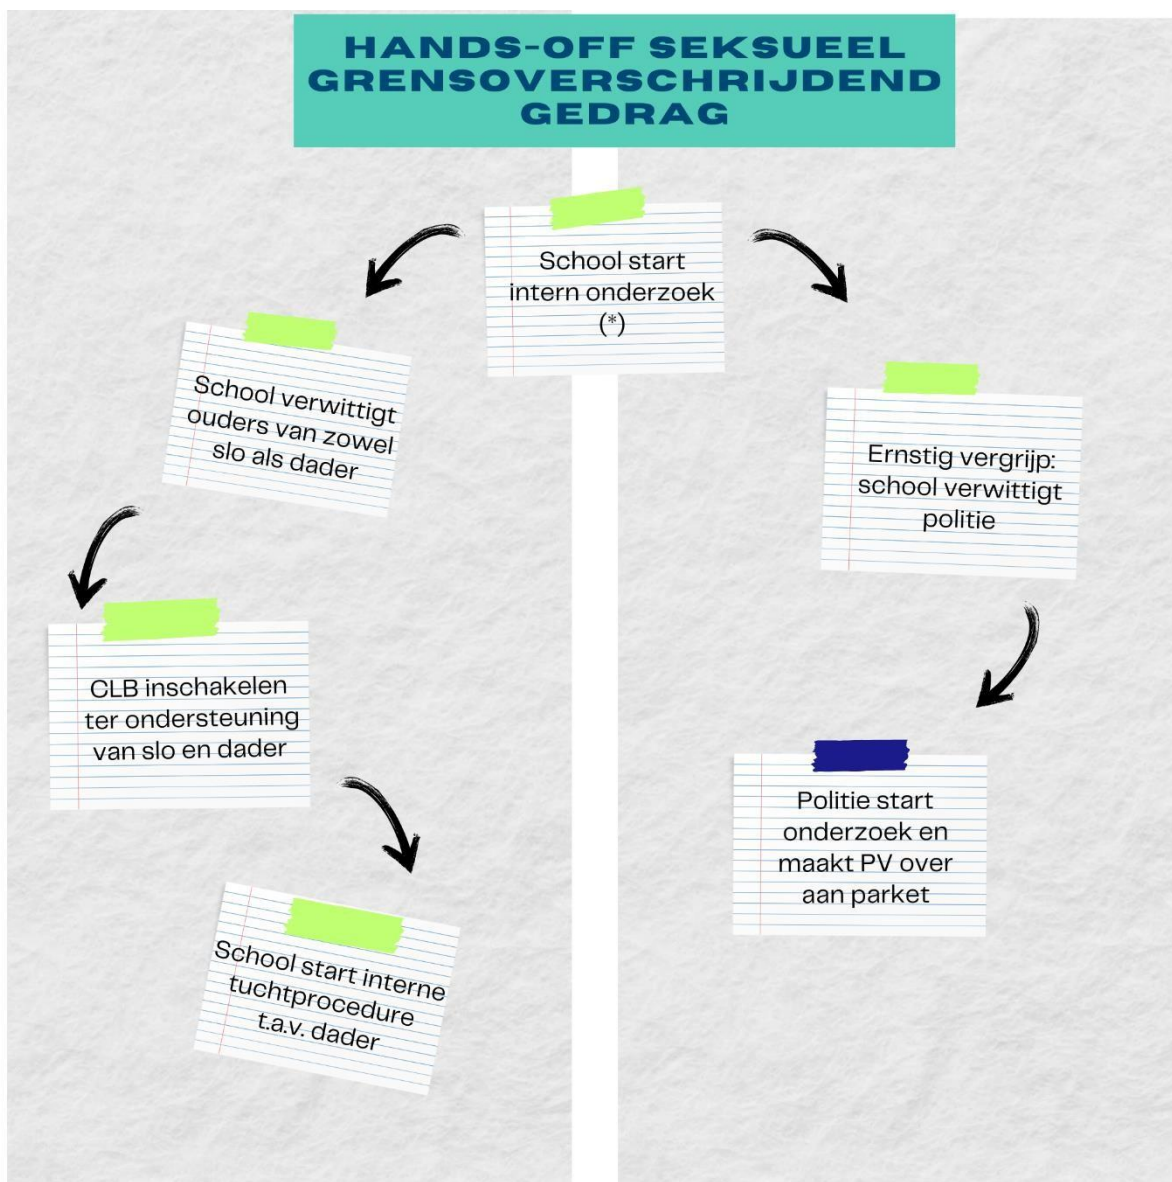 HANDS-OFF SEKSUEEL
GRENSOVERSCHRIJDEND
GEDRAG
School start
intern onderzoek
(*)
School verwittigt
ouders van zowel
slo als dader
CLB inschakelen
ter ondersteuning
van slo en dader
School start interne
tuchtprocedure
t.a.v. dader
Ernstig vergrijp:
school verwittigt
politie
Politie start
onderzoek en
maakt PV over
aan parket